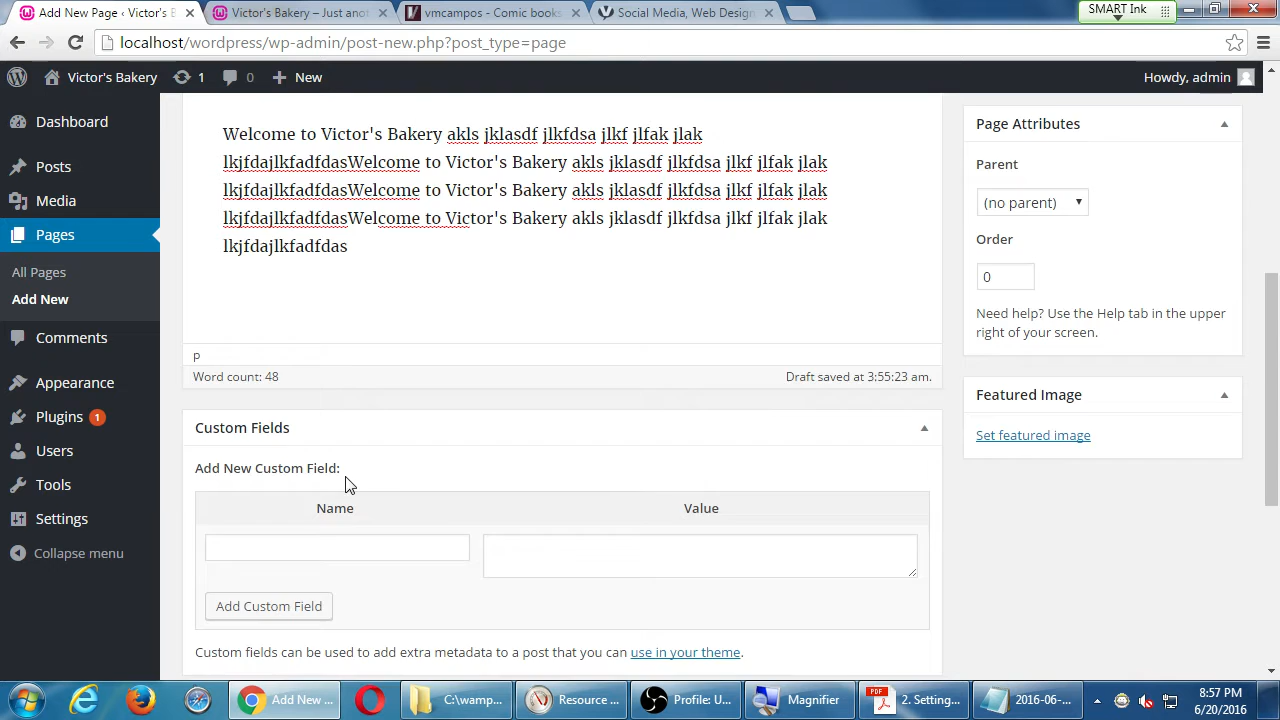 Add New Page ‹ Victor's B
Victor's Bakery – Just anot
vmcampos - Comic book
Social Media, Web Design
SMART Ink
localhost/wordpress/wp-admin/post-new.php?post_type=page
Victor's Bakery
1
0
New
Howdy, admin
Dashboard
Posts
Media
Pages
All Pages
Add New
Comments
Appearance
Plugins 1
Users
Tools
Settings
Collapse menu
Welcome to Victor's Bakery akls jklasdf jlkfdsa jlkf jlfak jlak
lkjfdajlkfadfdasWelcome to Victor's Bakery akls jklasdf jlkfdsa jlkf jlfak jlak
lkjfdajlkfadfdasWelcome to Victor's Bakery akls jklasdf jlkfdsa jlkf jlfak jlak
lkjfdajlkfadfdasWelcome to Victor's Bakery akls jklasdf jlkfdsa jlkf jlfak jlak
lkjfdajlkfadfdas
p
Word count: 48
Draft saved at 3:55:23 am.
Custom Fields
Add New Custom Field:
Name
Value
Add Custom Field
Custom fields can be used to add extra metadata to a post that you can use in your theme.
Page Attributes
Parent
(no parent)
Order
0
Need help? Use the Help tab in the upper
right of your screen.
Featured Image
Set featured image
Add New ...
C:\wamp...
Resource ...
Profile: U...
Magnifier
2. Setting...
2016-06-...
8:57 PM
6/20/2016